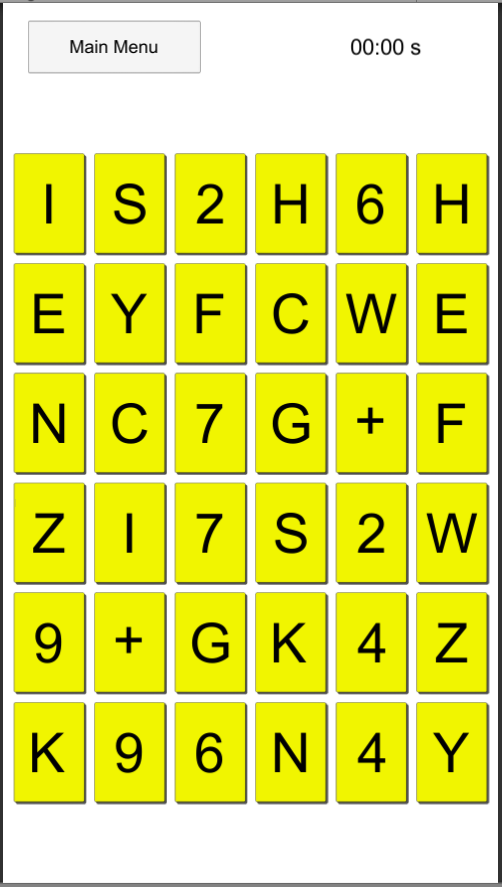 Main Menu 00:00 s
I S 2 H 6 H
E Y F C W E
N C 7 G + F
Z I 7 S 2 W
9 + G K 4 Z
K 9 6 N 4 Y